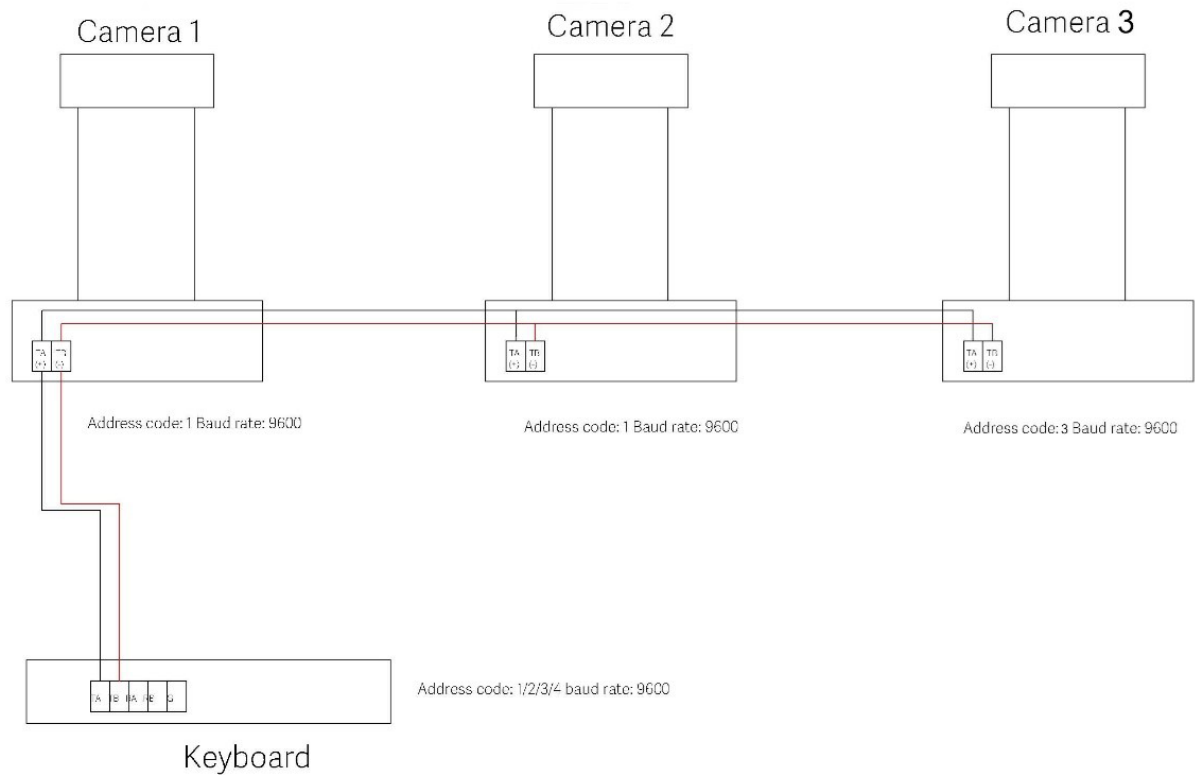 Camera 1
Camera 2
Camera 3
TA TB
(+) (-)
TA TB
(+) (-)
TA TB
(+) (-)
Address code: 1 Baud rate: 9600
Address code: 1 Baud rate: 9600
Address code: 3 Baud rate: 9600
TA TB RA RE G
Address code: 1/2/3/4 baud rate: 9600
Keyboard